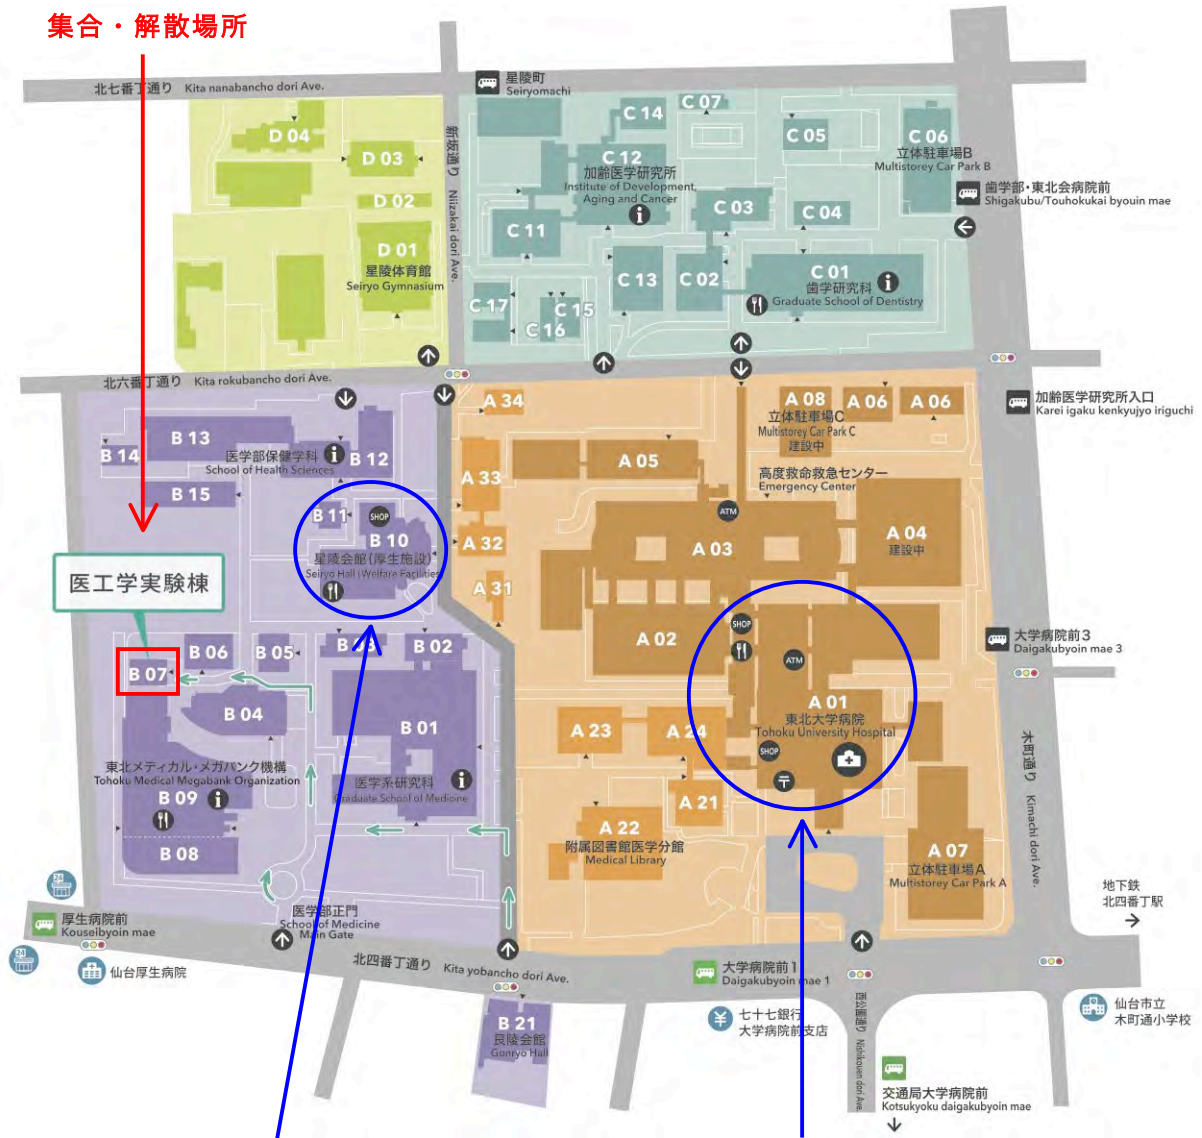 集合・解散場所
北七番丁通り Kita nanabancho dori Ave.
星陵町
Seiryomachi
新坂通り Niizakai dori Ave.
D 04
D 03
D 02
D 01
星陵体育館
Seiryo Gymnasium
C 14
C 07
C 05
C 06
立体駐車場B
Multistorey Car Park B
C 12
加齢医学研究所
Institute of Development,
Aging and Cancer
歯学部・東北会病院前
Shigakubu/Touhokukai byouin mae
C 03
C 04
C 11
C 13
C 02
C 01
歯学研究科
Graduate School of Dentistry
C 17
C 15
C 16
北六番丁通り Kita rokubancho dori Ave.
加齢医学研究所入口
Karei igaku kenkyujyo iriguchi
A 34
A 08
立体駐車場C
Multistorey Car Park C
建設中
A 06
A 06
B 13
B 14
医学部保健学科
School of Health Sciences
B 12
B 15
A 33
A 05
高度救命救急センター
Emergency Center
ATM
A 04
建設中
B 11
SHOP
B 10
星陵会館(厚生施設)
Seiryo Hall (Welfare Facilities)
A 32
A 03
A 31
医工学実験棟
A 02
SHOP
ATM
大学病院前3
Daigakubyoin mae 3
B 07
B 06
B 05
B 03
B 02
B 04
B 01
A 01
東北大学病院
Tohoku University Hospital
A 23
A 24
SHOP
木町通り Kimachi dori Ave.
東北メディカル・メガバンク機構
Tohoku Medical Megabank Organization
B 09
医学系研究科
Graduate School of Medicine
A 21
A 22
附属図書館医学分館
Medical Library
B 08
A 07
立体駐車場A
Multistorey Car Park A
24
厚生病院前
Kouseibyoin mae
医学部正門
School of Medicine
Main Gate
地下鉄
北四番丁駅
24
仙台厚生病院
北四番丁通り Kita yobancho dori Ave.
大学病院前1
Daigakubyoin mae 1
B 21
艮陵会館
Gonryo Hall
七十七銀行
大学病院前支店
西公園通り Nishikouen dori Ave.
仙台市立
木町通小学校
交通局大学病院前
Kotsukyoku daigakubyoin mae